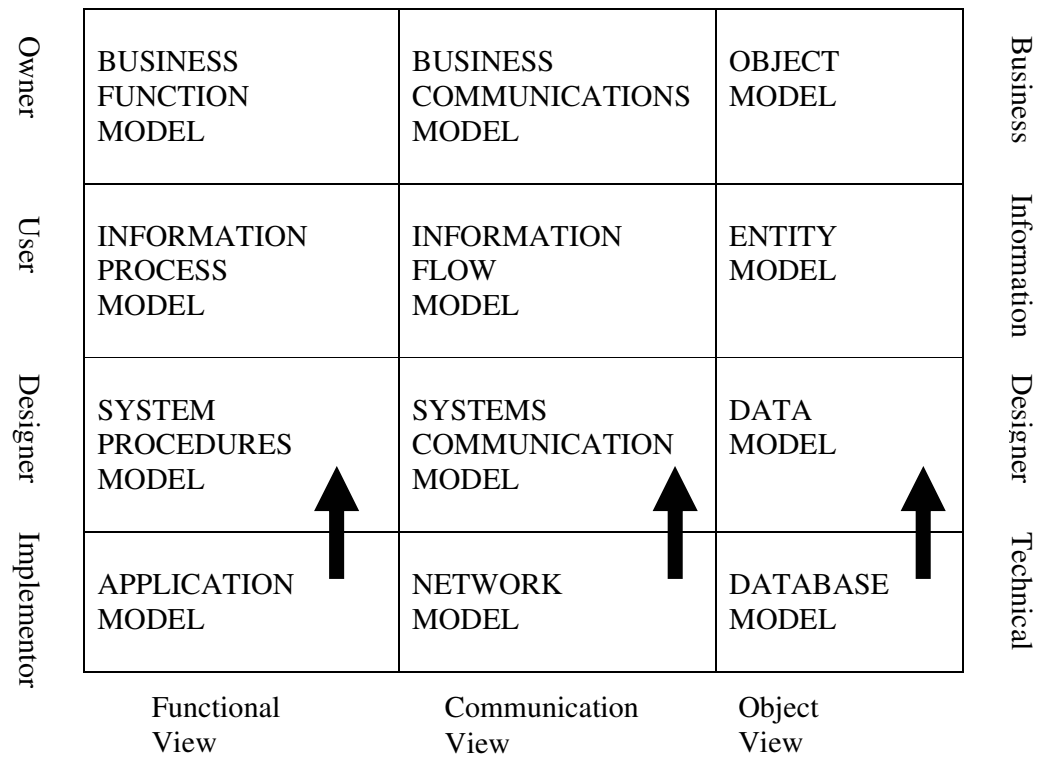 Owner
BUSINESS
FUNCTION
MODEL
BUSINESS
COMMUNICATIONS
MODEL
OBJECT
MODEL
Business
User
INFORMATION
PROCESS
MODEL
INFORMATION
FLOW
MODEL
ENTITY
MODEL
Information
Designer
SYSTEM
PROCEDURES
MODEL
SYSTEMS
COMMUNICATION
MODEL
DATA
MODEL
Designer
Implementor
APPLICATION
MODEL
NETWORK
MODEL
DATABASE
MODEL
Technical
Functional
View
Communication
View
Object
View